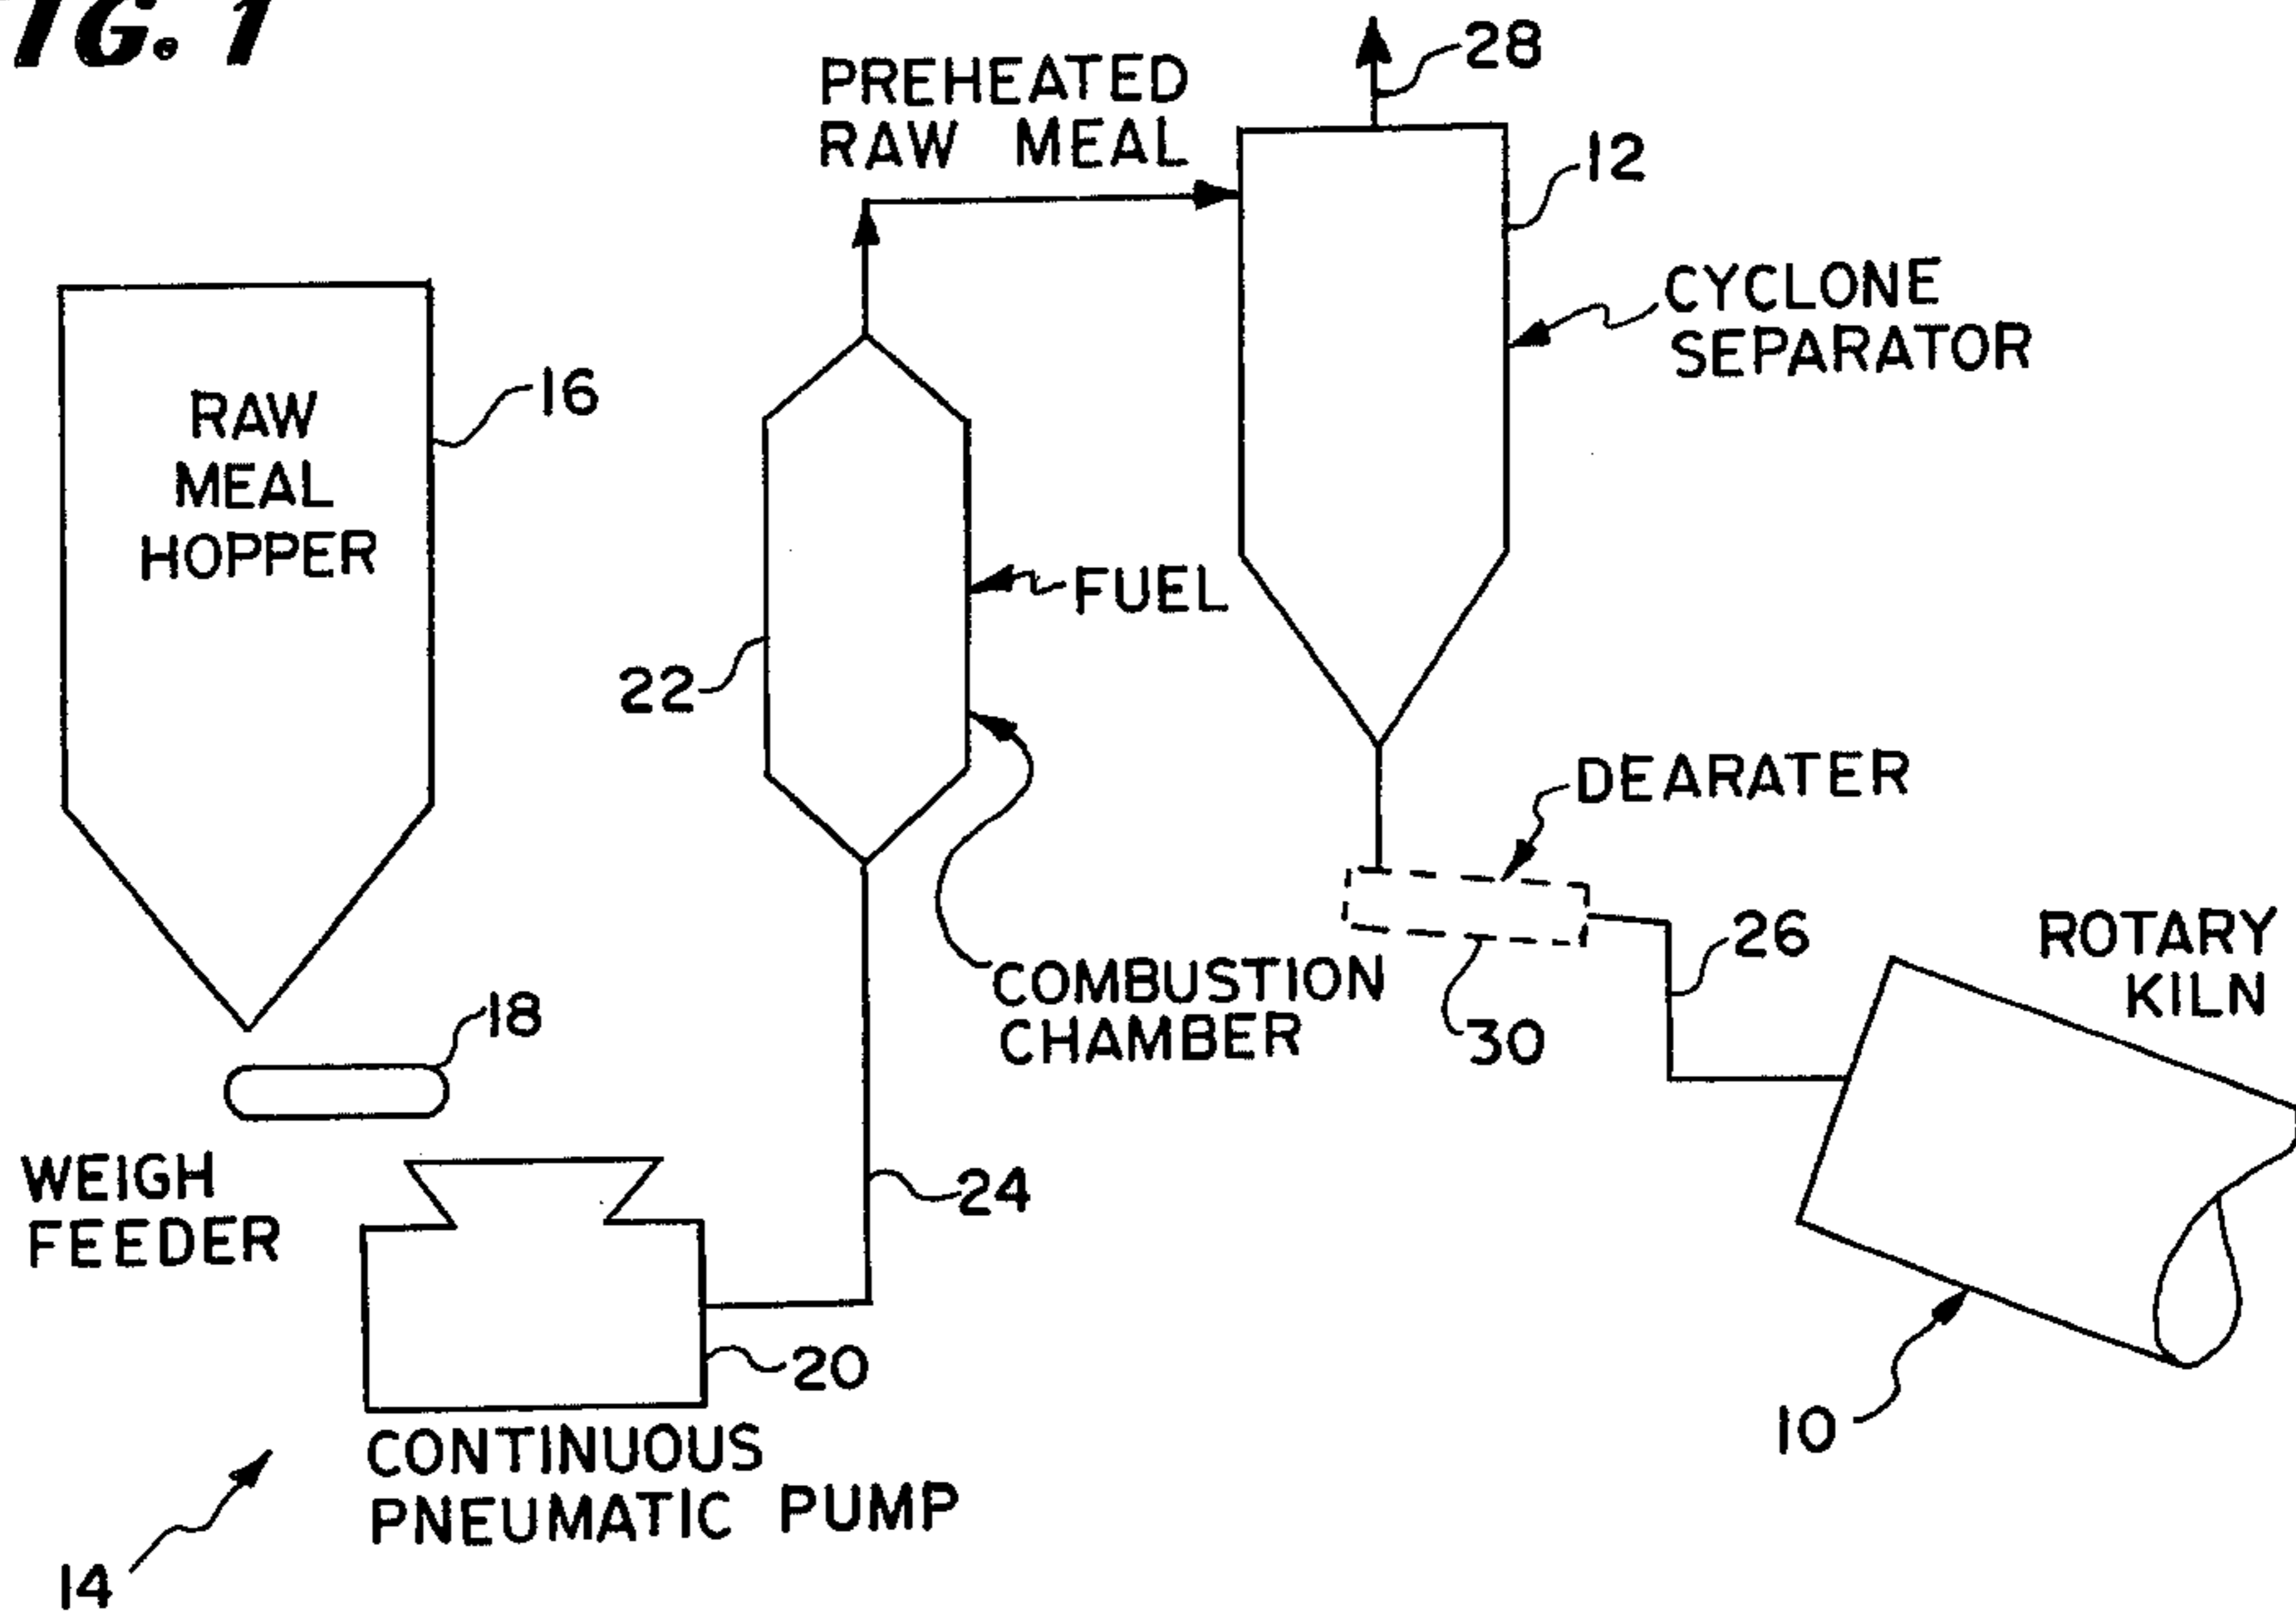 IG. 1
28
PREHEATED
RAW MEAL
12
CYCLONE
SEPARATOR
RAW
MEAL
HOPPER
16
FUEL
22
DEARATER
COMBUSTION
CHAMBER
26
ROTARY
KILN
30
18
WEIGH
FEEDER
24
20
10
CONTINUOUS
PNEUMATIC PUMP
14